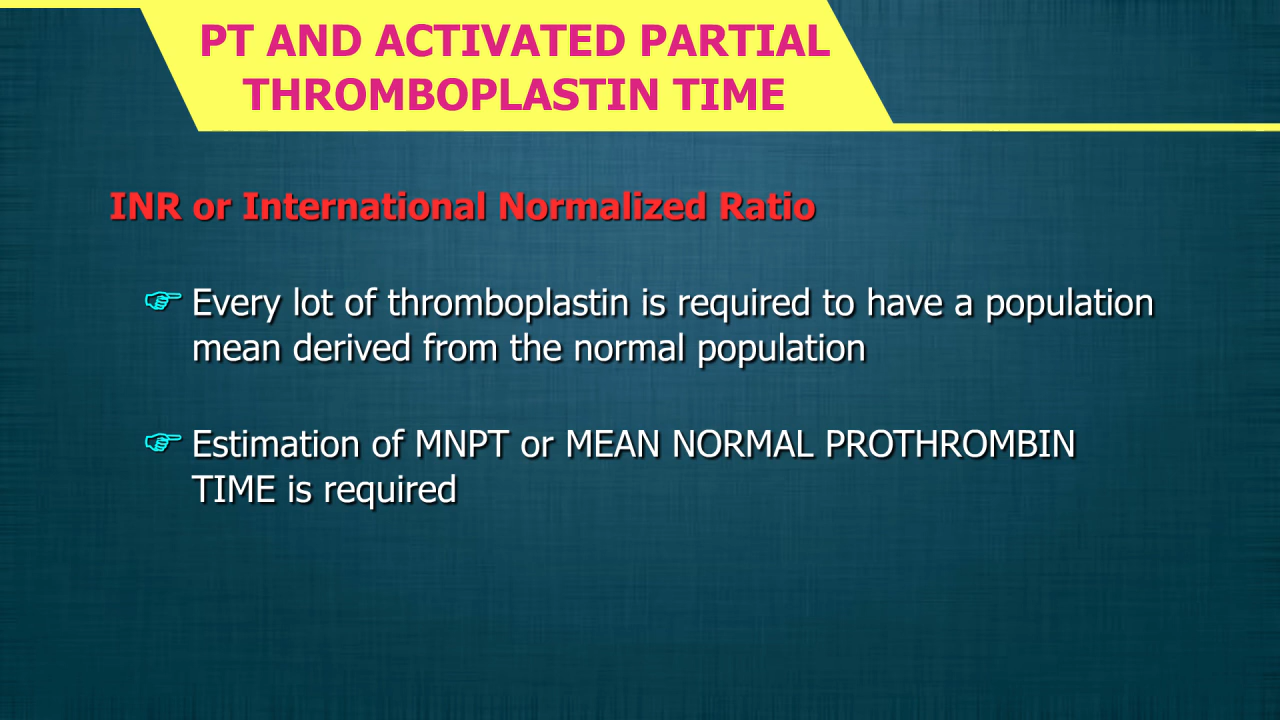 PT AND ACTIVATED PARTIAL
THROMBOPLASTIN TIME
INR or International Normalized Ratio
☞ Every lot of thromboplastin is required to have a population
mean derived from the normal population
☞ Estimation of MNPT or MEAN NORMAL PROTHROMBIN
TIME is required